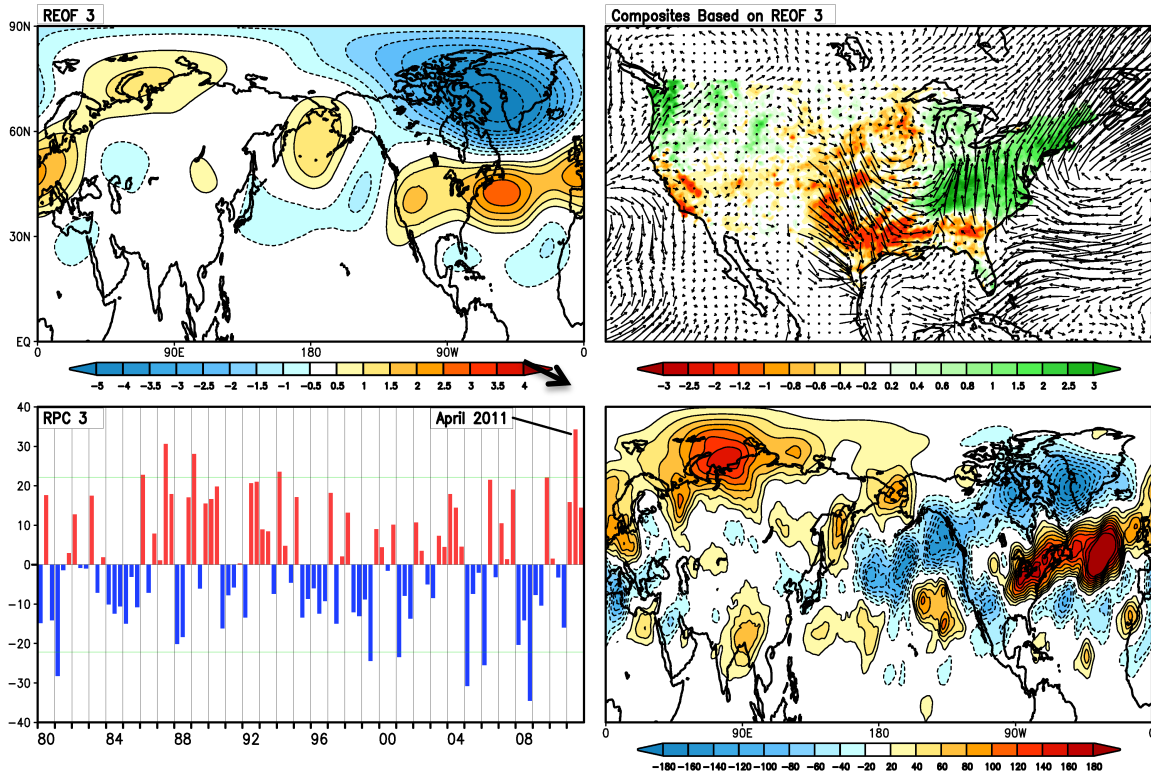 REOF 3
90N
60N
30N
EQ
0 90E 180 90W 0
-5 -4 -3.5 -3 -2.5 -2 -1.5 -1 -0.5 0.5 1 1.5 2 2.5 3 3.5 4
Composites Based on REOF 3
-3 -2.5 -2 -1.2 -1 -0.8 -0.6 -0.4 0.2 0.4 0.6 0.8 1 1.5 2 2.5 3
RPC 3
April 2011
40
30
20
10
0
-10
-20
-30
-40
80 84 88 92 96 00 04 08
0 90E 180 90W 0
-180 -160 -140 -120 -100 -80 -60 -40 -20 20 40 60 80 100 120 140 160 180